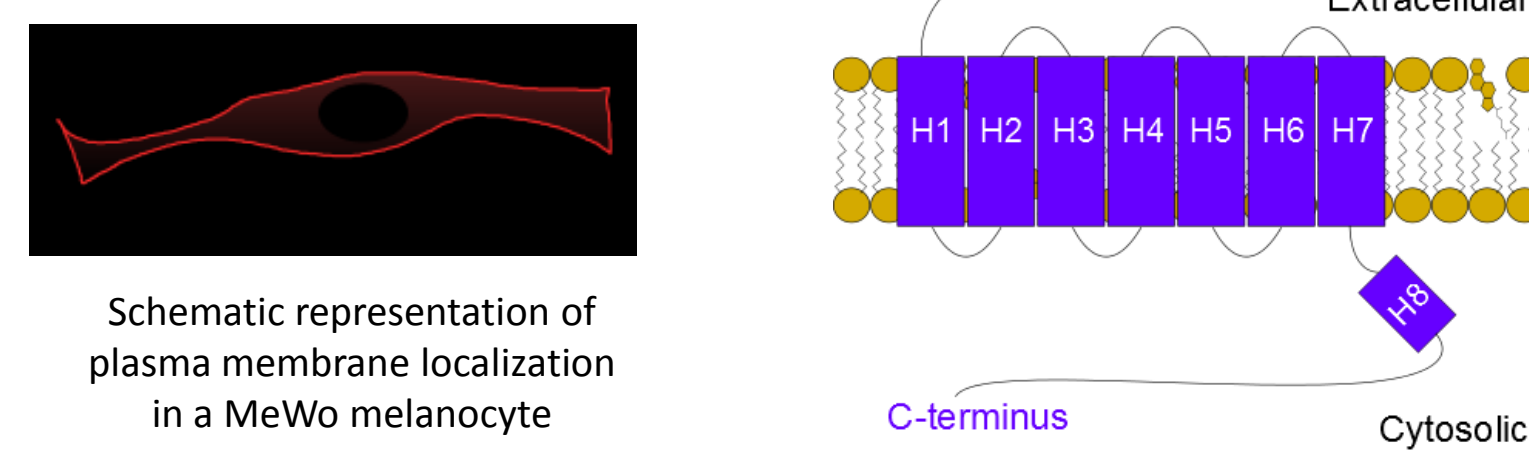 Extracellular
H1 H2 H3 H4 H5 H6 H7
H8
C-terminus
Cytosolic
Schematic representation of
plasma membrane localization
in a MeWo melanocyte